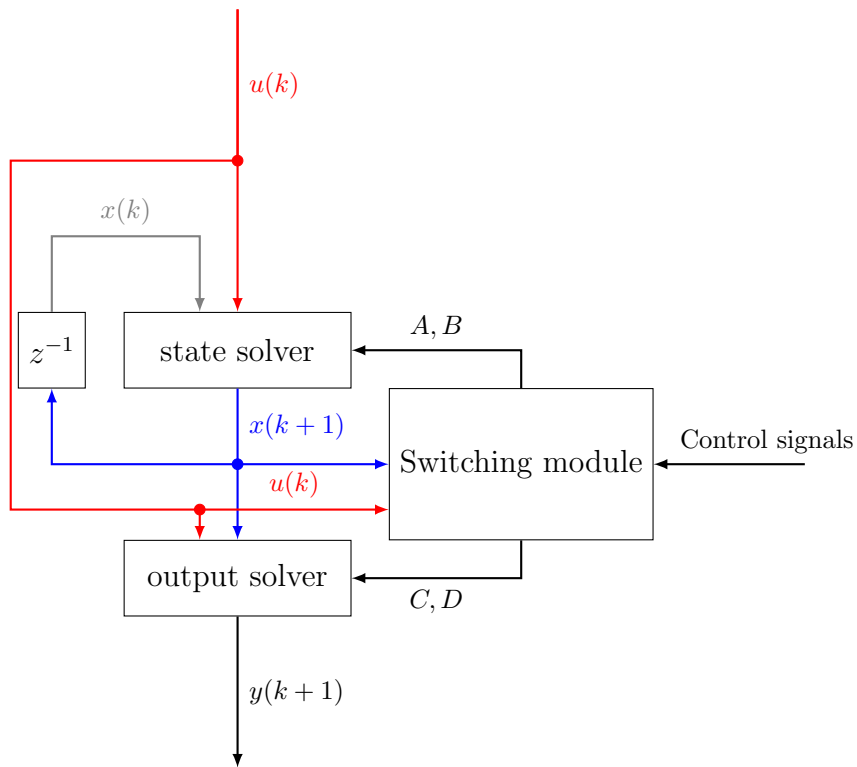 u(k)
x(k)
z⁻¹
state solver
A, B
x(k + 1)
Control signals
Switching module
u(k)
output solver
C, D
y(k + 1)